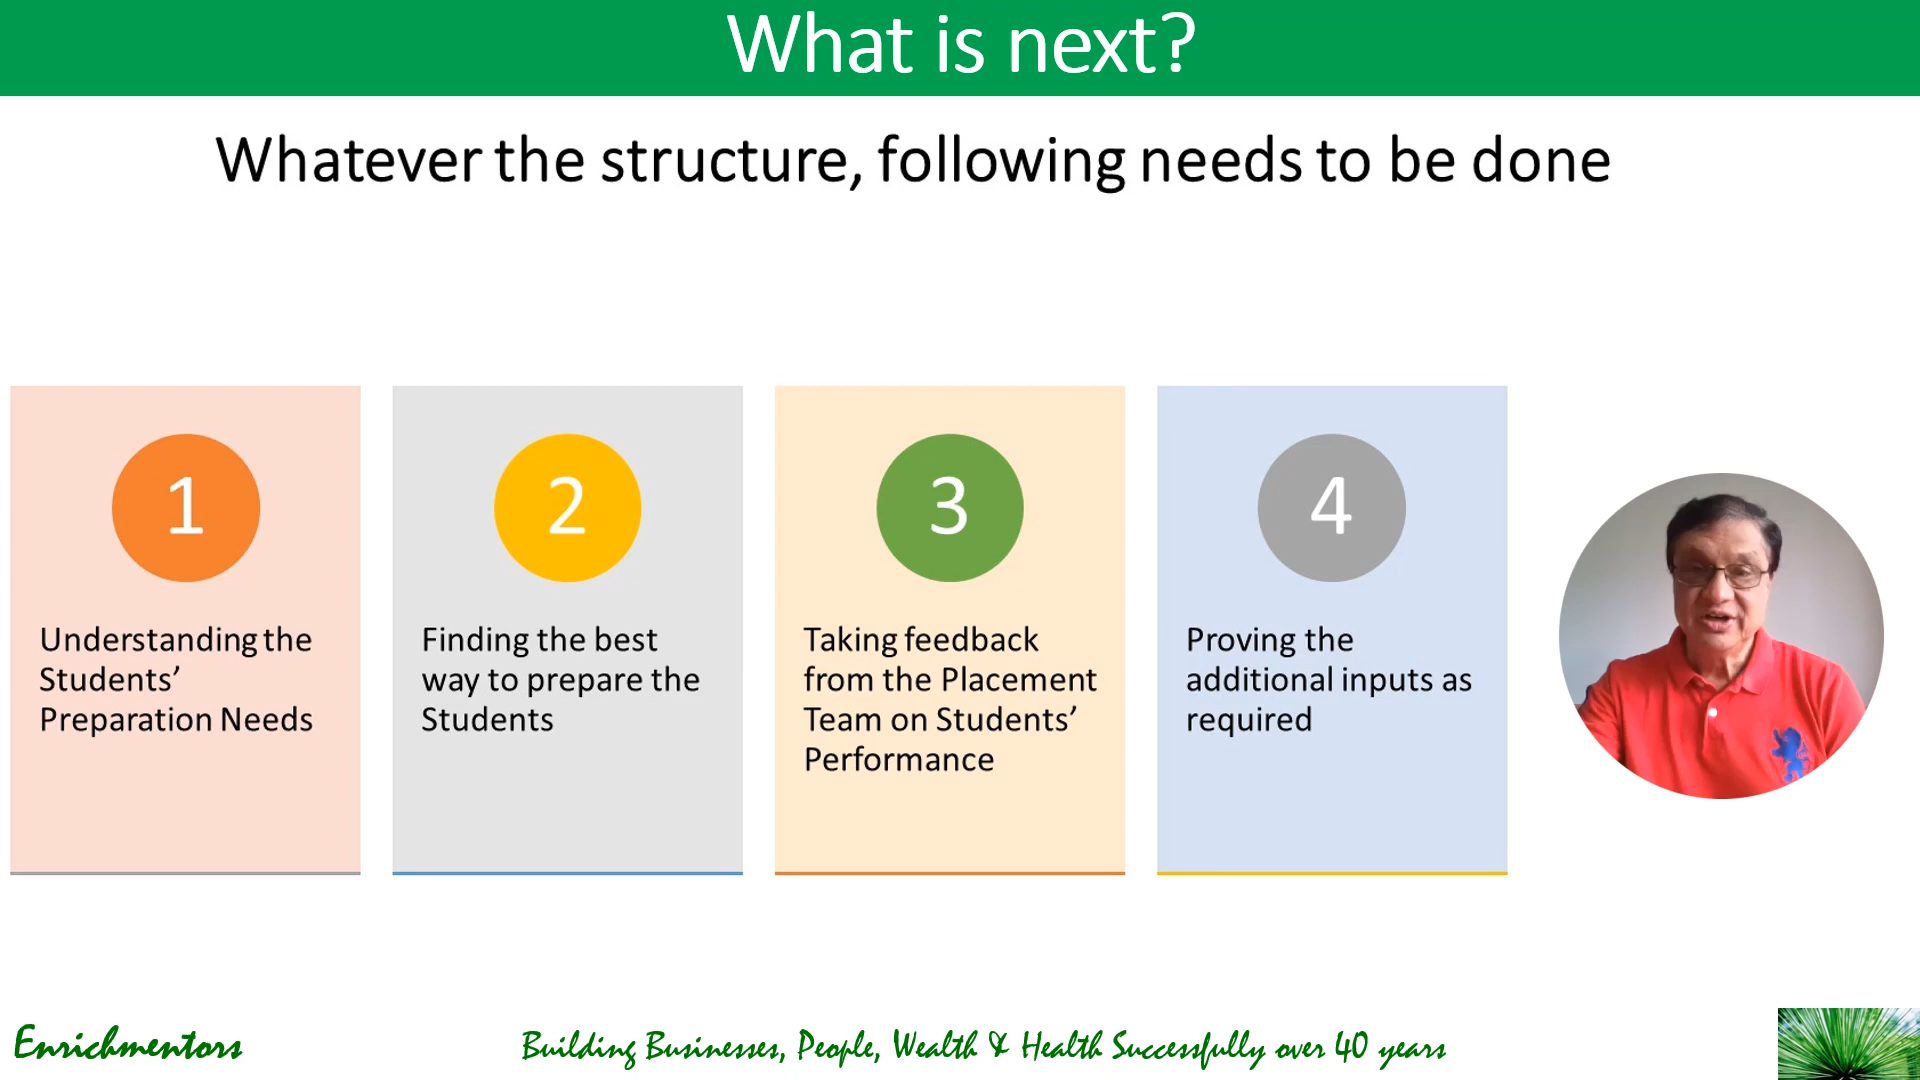 What is next?
Whatever the structure, following needs to be done
1
Understanding the
Students’
Preparation Needs
2
Finding the best
way to prepare the
Students
3
Taking feedback
from the Placement
Team on Students’
Performance
4
Proving the
additional inputs as
required
Enrichmentors
Building Businesses, People, Wealth & Health Successfully over 40 years